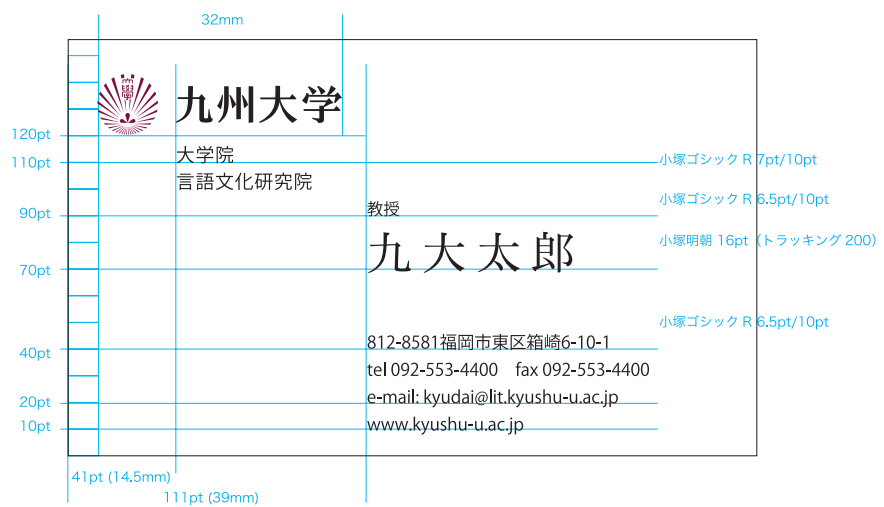 32mm
九州大学
120pt
大学院
110pt
小塚ゴシック R 7pt/10pt
言語文化研究院
小塚ゴシック R 6.5pt/10pt
教授
90pt
小塚明朝 16pt（トラッキング 200）
九大太郎
70pt
小塚ゴシック R 6.5pt/10pt
812-8581福岡市東区箱崎6-10-1
40pt
tel 092-553-4400　fax 092-553-4400
e-mail: kyudai@lit.kyushu-u.ac.jp
20pt
www.kyushu-u.ac.jp
10pt
41pt (14.5mm)
111pt (39mm)